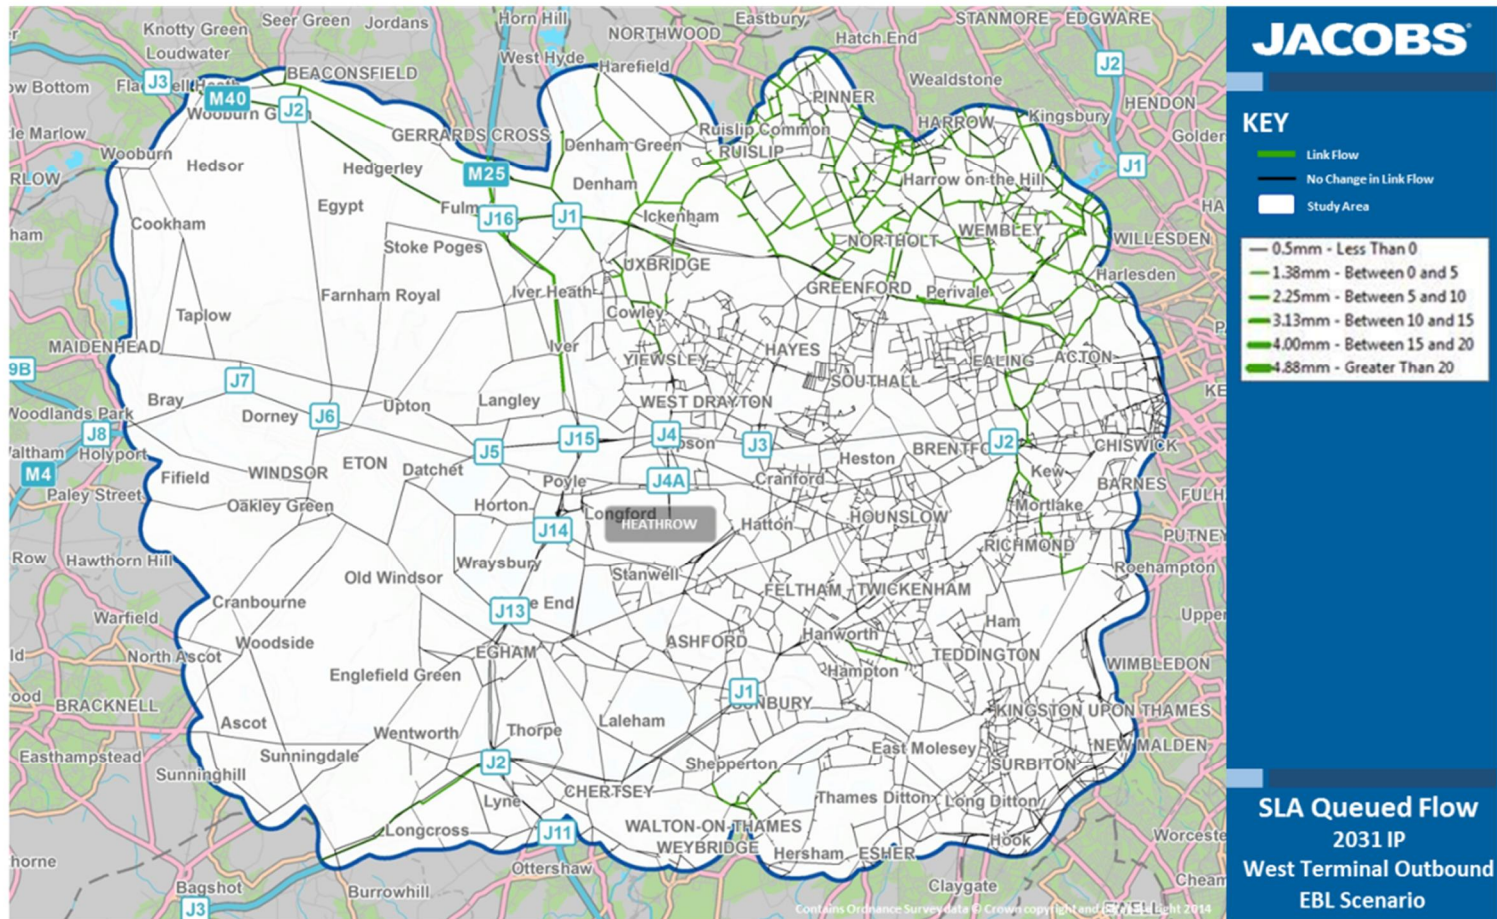 Knotty Green
Seer Green
Jordans
Horn Hill
Eastbury
STANMORE
EDGWARE
Loudwater
NORTHWOOD
Hatch End
West Hyde
J3
BEACONSFIELD
Harefield
Wealdstone
J2
M40
J2
PINNER
HENDON
HARROW
Kingsbury
GERRARDS CROSS
Ruislip Common
Denham Green
RUISLIP
Wooburn
Hedsor
Hedgerley
M25
Denham
Harrow on the Hill
J1
Egypt
J16
J1
Ickenham
Cookham
Stoke Poges
NORTHOLT
WEMBLEY
WILLESDEN
UXBRIDGE
Harlesden
Farnham Royal
Iver Heath
GREENFORD
Perivale
Taplow
Cowley
MAIDENHEAD
Iver
YIEWSLEY
HAYES
EALING
ACTON
9B
J7
SOUTHALL
Bray
Dorney
J6
Upton
Langley
WEST DRAYTON
Woodlands Park
J8
Holyport
J5
J15
J4
J3
J2
CHISWICK
M4
Fifield
WINDSOR
ETON
Datchet
Heston
Kew
Paley Street
Poyle
J4A
Cranford
BARNES
Oakley Green
Horton
Longford
HEATHROW
Hatton
HOUNSLOW
Mortlake
J14
RICHMOND
PUTNEY
Row
Hawthorn Hill
Wraysbury
Old Windsor
Stanwell
Roehampton
FELTHAM
TWICKENHAM
Cranbourne
J13
Warfield
Ham
Woodside
ASHFORD
Hanworth
North Ascot
EGHAM
TEDDINGTON
WIMBLEDON
Englefield Green
Hampton
BRACKNELL
J1
KINGSTON UPON THAMES
Ascot
Laleham
Wentworth
Thorpe
East Molesey
NEW MALDEN
Easthampstead
Sunningdale
J2
Shepperton
SURBITON
Sunninghill
Lyne
CHERTSEY
Thames Ditton
Long Ditton
Longcross
J11
WALTON-ON-THAMES
WEYBRIDGE
Hook
Hersham
ESHER
Ottershaw
Bagshot
Burrowhill
Claygate
J3
Contains Ordnance Survey data © Crown copyright and
2014
JACOBS
KEY
Link Flow
No Change in Link Flow
Study Area
0.5mm - Less Than 0
1.38mm - Between 0 and 5
2.25mm - Between 5 and 10
3.13mm - Between 10 and 15
4.00mm - Between 15 and 20
4.88mm - Greater Than 20
SLA Queued Flow
2031 IP
West Terminal Outbound
EBL Scenario